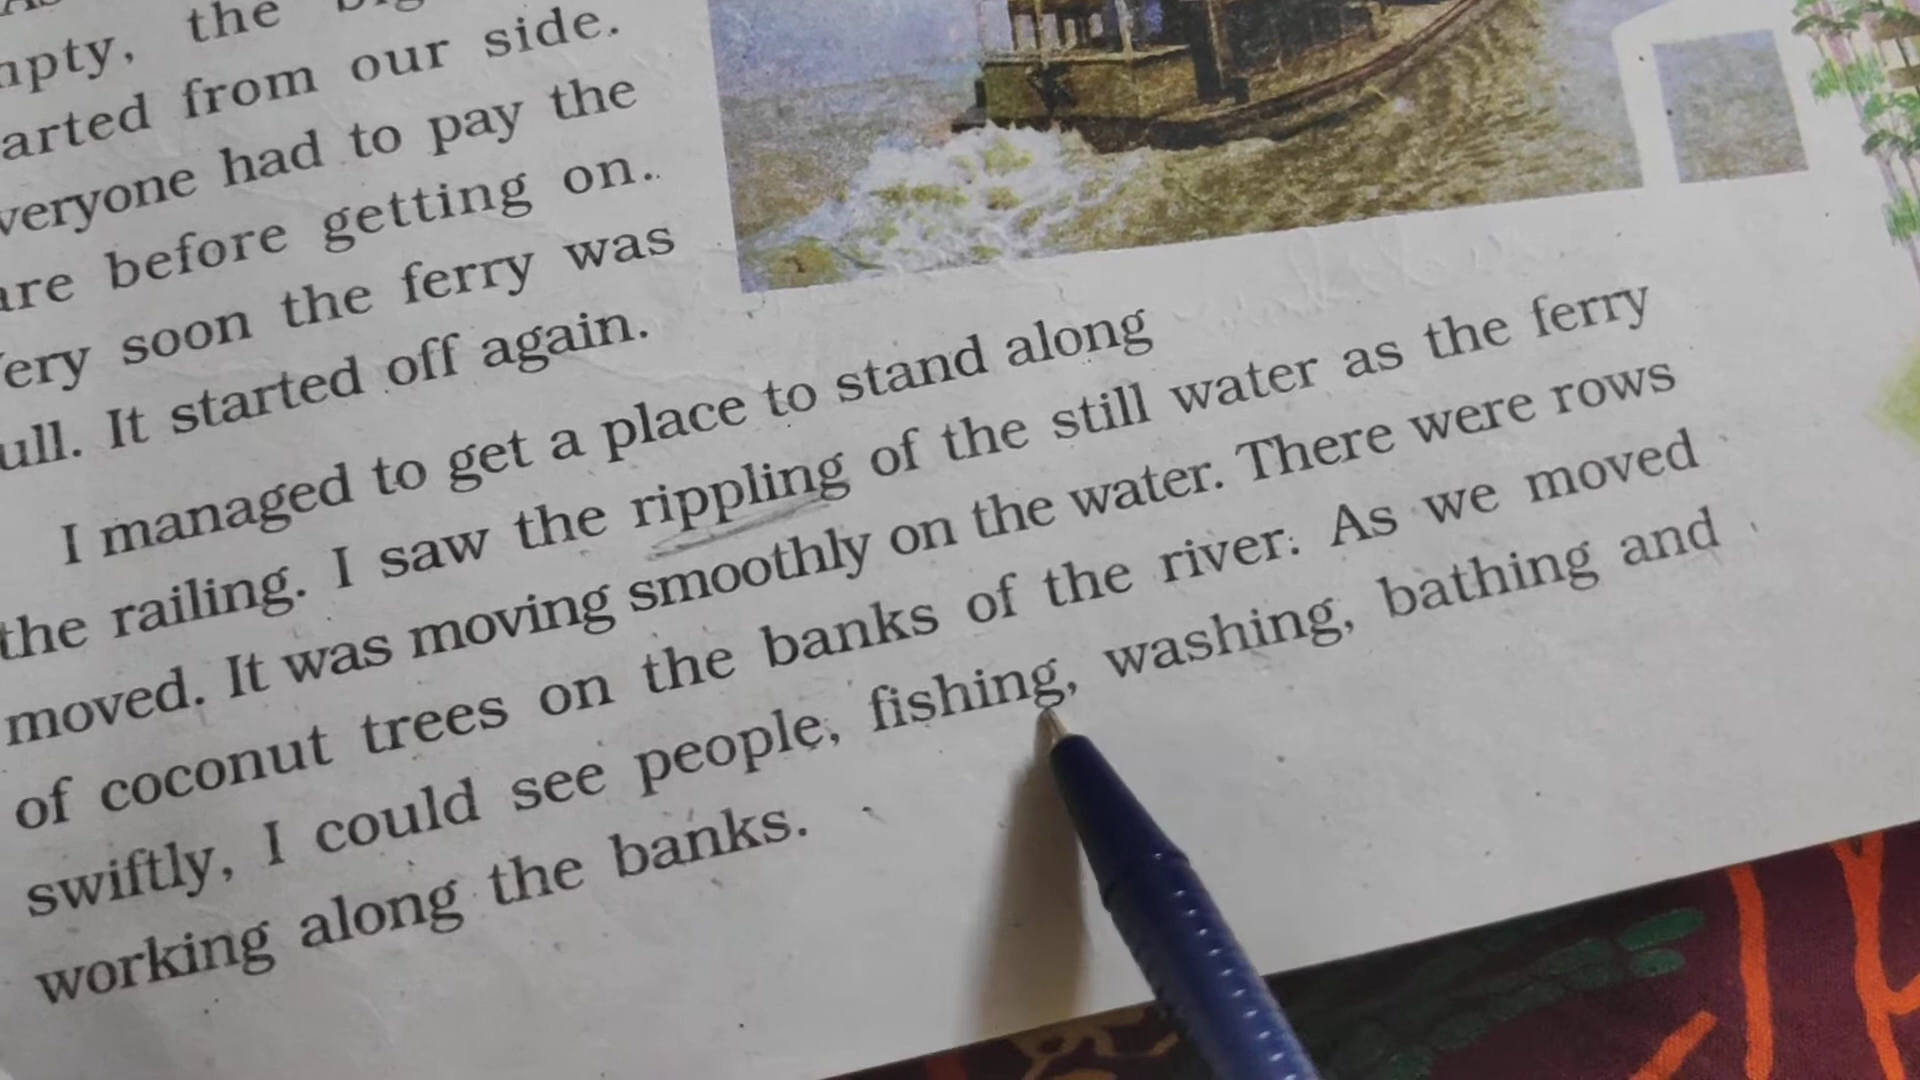 the
arted from our side.
veryone had to pay the
are before getting on.
ery soon the ferry was
ull. It started off again.
I managed to get a place to stand along
the railing. I saw the rippling of the still water as the ferry
moved. It was moving smoothly on the water. There were rows
of coconut trees on the banks of the river. As we moved
swiftly, I could see people, fishing, washing, bathing and
working along the banks.